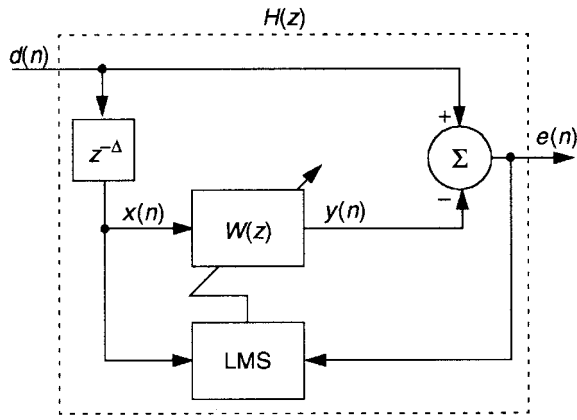 H(z)
d(n)
+
e(n)
z^{-Δ}
Σ
x(n)
y(n)
−
W(z)
LMS